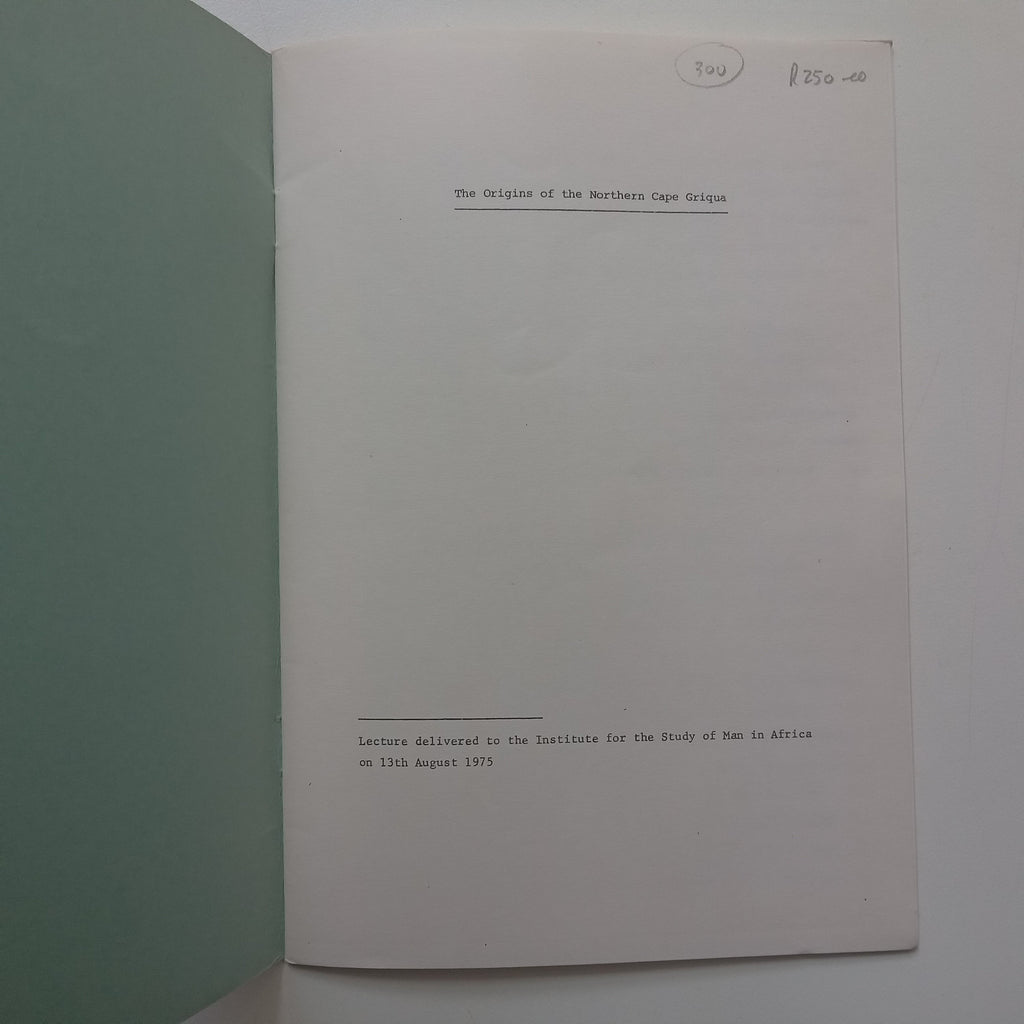 300
R250-00
The Origins of the Northern Cape Griqua
Lecture delivered to the Institute for the Study of Man in Africa
on 13th August 1975